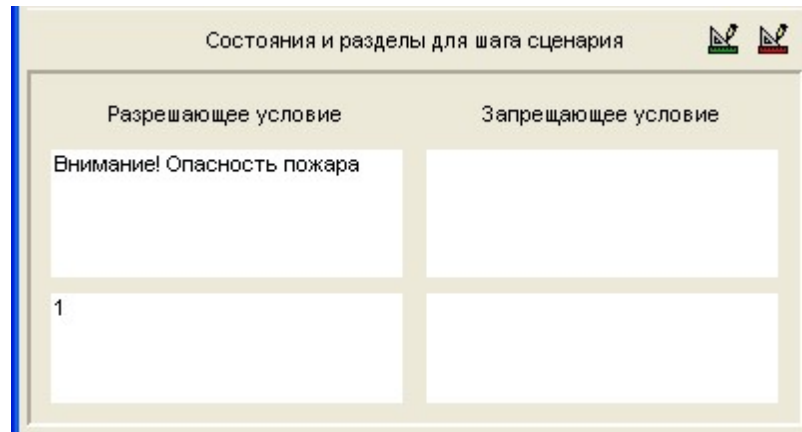 Состояния и разделы для шага сценария
Разрешающее условие
Запрещающее условие
Внимание! Опасность пожара
1